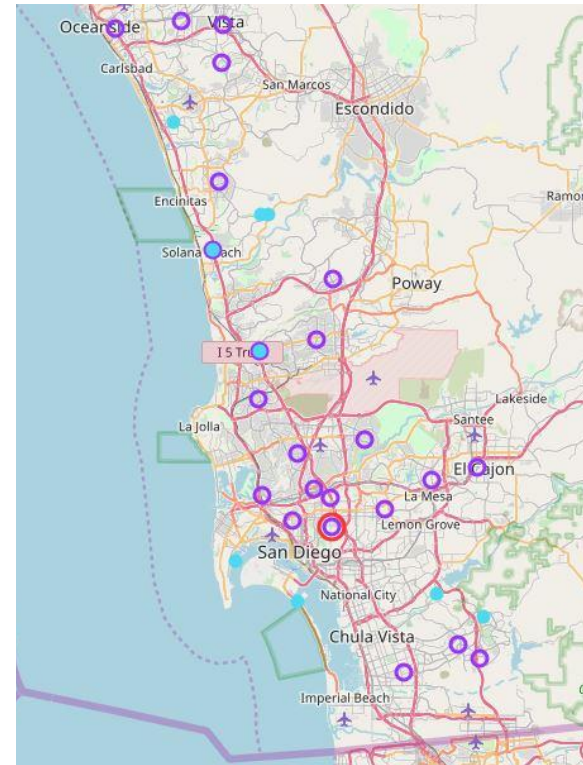 Oceanside
Vista
Carlsbad
San Marcos
Escondido
Encinitas
Ramo
Solana Beach
Poway
I 5 Tru
Lakeside
La Jolla
Santee
El Cajon
La Mesa
Lemon Grove
San Diego
National City
Chula Vista
Imperial Beach